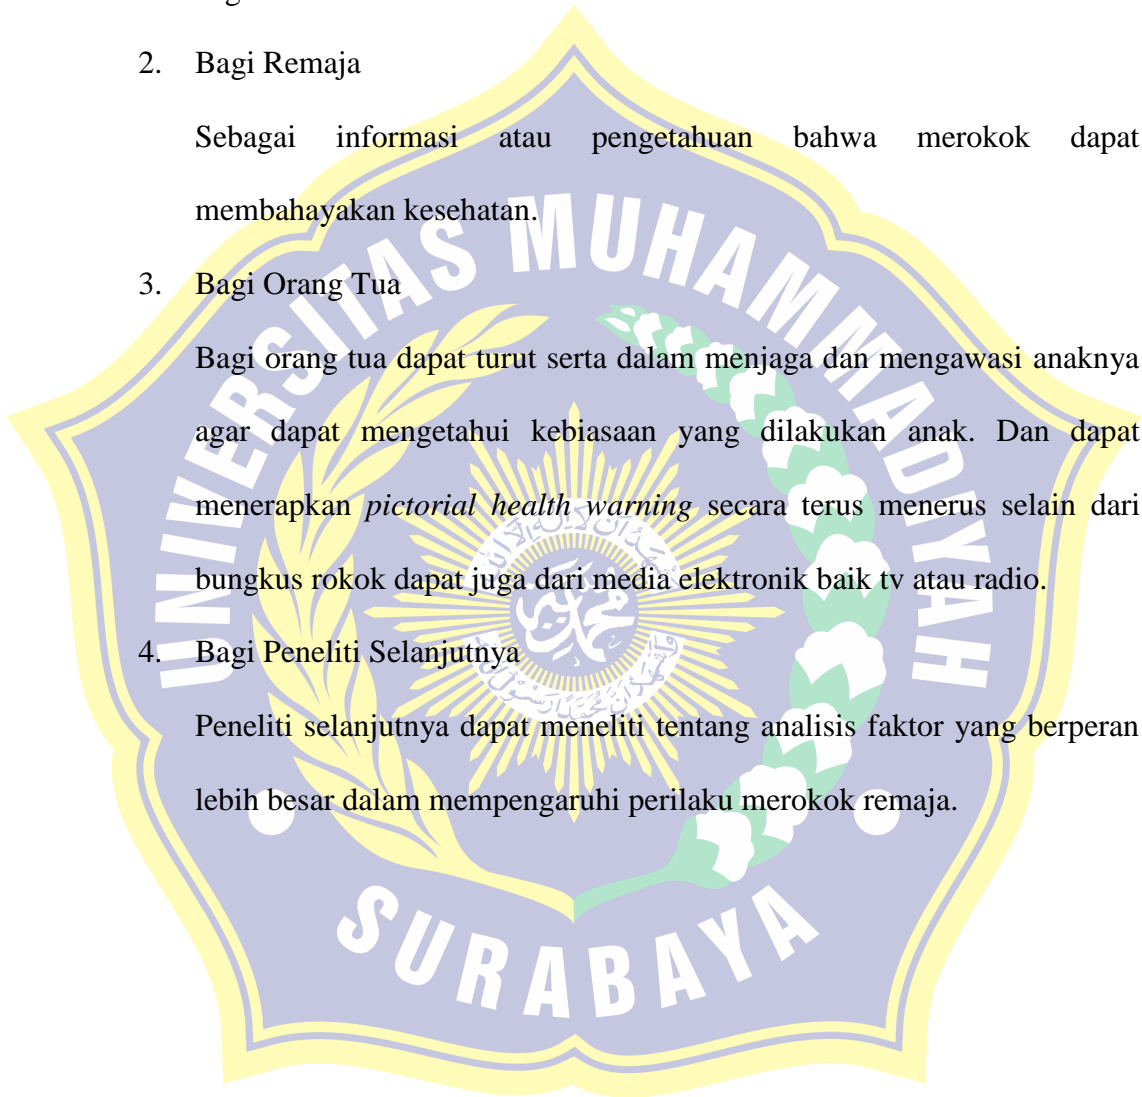 2. Bagi Remaja
Sebagai informasi atau pengetahuan bahwa merokok dapat
membahayakan kesehatan.
3. Bagi Orang Tua
Bagi orang tua dapat turut serta dalam menjaga dan mengawasi anaknya
agar dapat mengetahui kebiasaan yang dilakukan anak. Dan dapat
menerapkan pictorial health warning secara terus menerus selain dari
bungkus rokok dapat juga dari media elektronik baik tv atau radio.
4. Bagi Peneliti Selanjutnya
Peneliti selanjutnya dapat meneliti tentang analisis faktor yang berperan
lebih besar dalam mempengaruhi perilaku merokok remaja.
UNIVERSITAS MUHAMMADIYAH
SURABAYA